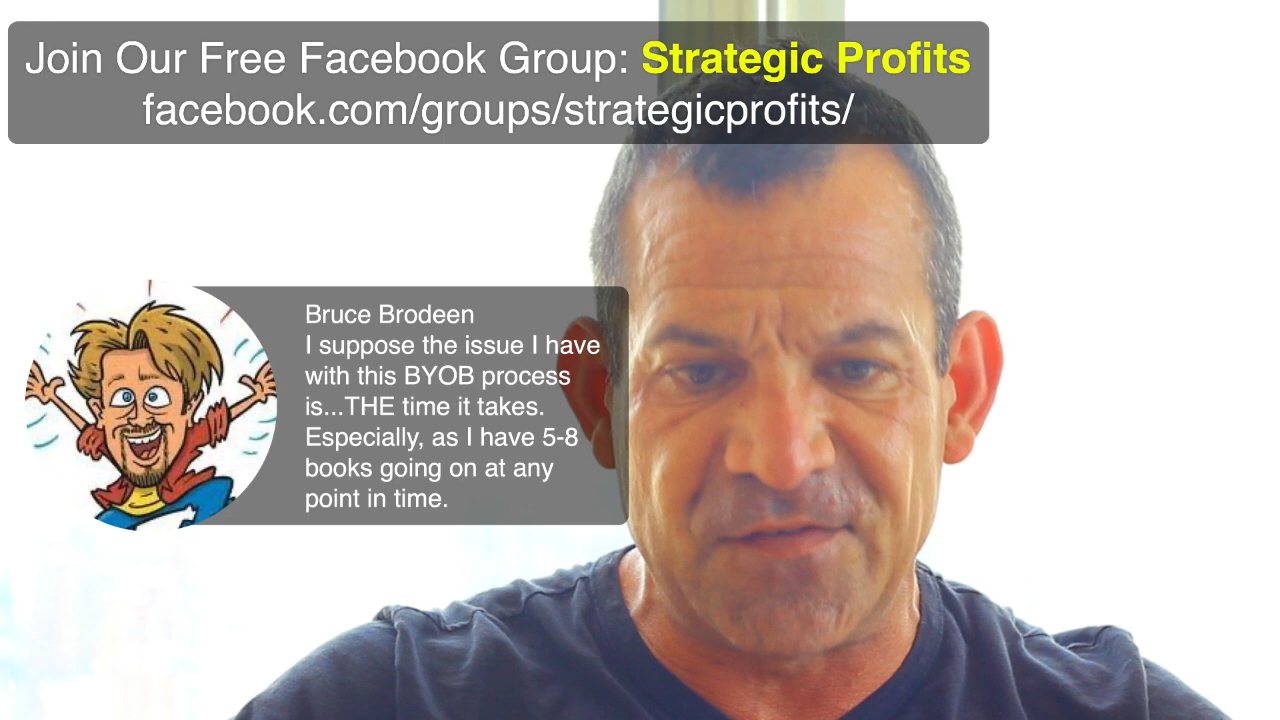 Join Our Free Facebook Group: Strategic Profits
facebook.com/groups/strategicprofits/
Bruce Brodeen
I suppose the issue I have
with this BYOB process
is...THE time it takes.
Especially, as I have 5-8
books going on at any
point in time.